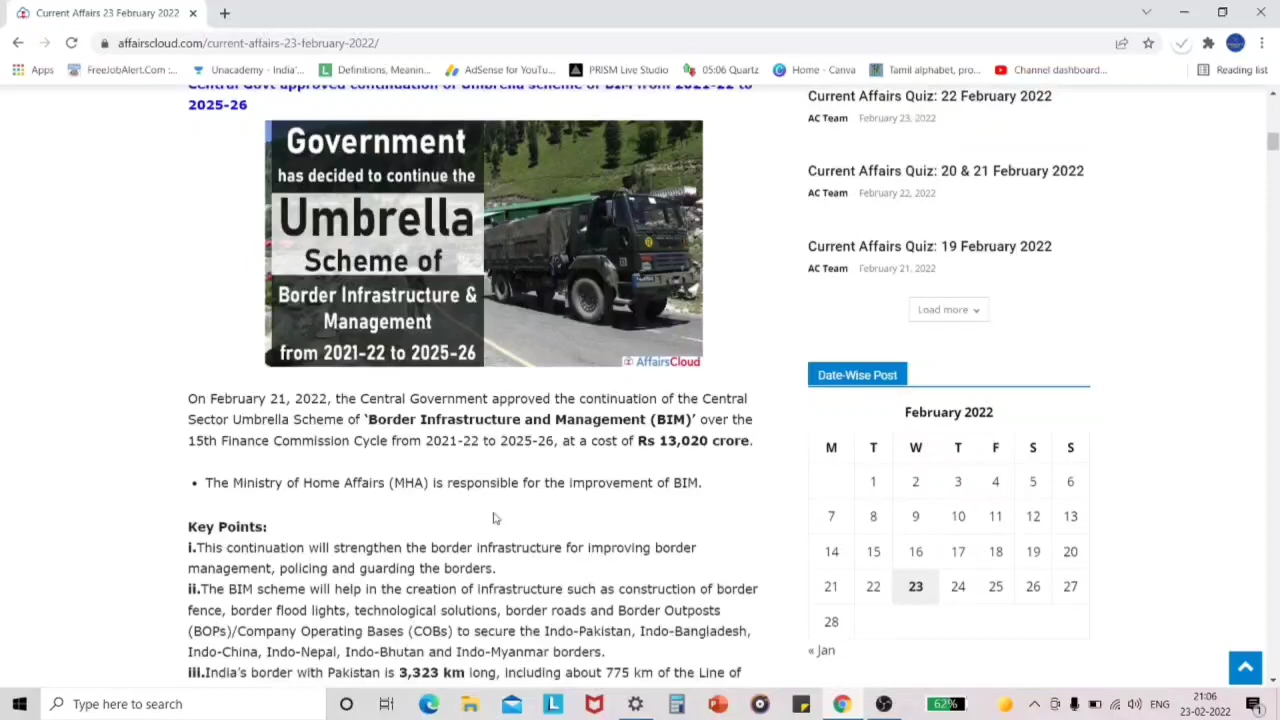 Current Affairs 23 February 2022
affairscloud.com/current-affairs-23-february-2022/
Apps FreeJobAlert.Com :... Unacademy - India'... Definitions, Meanin... AdSense for YouTu... PRISM Live Studio 05:06 Quartz Home - Canva Tamil alphabet, pro... Channel dashboard... Reading list
Central Govt approved continuation of Umbrella scheme of BIM from 2021-22 to
2025-26
Government
has decided to continue the
Umbrella
Scheme of
Border Infrastructure &
Management
from 2021-22 to 2025-26
AffairsCloud
On February 21, 2022, the Central Government approved the continuation of the Central
Sector Umbrella Scheme of ‘Border Infrastructure and Management (BIM)’ over the
15th Finance Commission Cycle from 2021-22 to 2025-26, at a cost of Rs 13,020 crore.
• The Ministry of Home Affairs (MHA) is responsible for the improvement of BIM.
Key Points:
i.This continuation will strengthen the border infrastructure for improving border
management, policing and guarding the borders.
ii.The BIM scheme will help in the creation of infrastructure such as construction of border
fence, border flood lights, technological solutions, border roads and Border Outposts
(BOPs)/Company Operating Bases (COBs) to secure the Indo-Pakistan, Indo-Bangladesh,
Indo-China, Indo-Nepal, Indo-Bhutan and Indo-Myanmar borders.
iii.India’s border with Pakistan is 3,323 km long, including about 775 km of the Line of
Current Affairs Quiz: 22 February 2022
AC Team February 23, 2022
Current Affairs Quiz: 20 & 21 February 2022
AC Team February 22, 2022
Current Affairs Quiz: 19 February 2022
AC Team February 21, 2022
Load more
Date-Wise Post
February 2022
M T W T F S S
1 2 3 4 5 6
7 8 9 10 11 12 13
14 15 16 17 18 19 20
21 22 23 24 25 26 27
28
« Jan
Type here to search
62%
ENG
21:06
23-02-2022